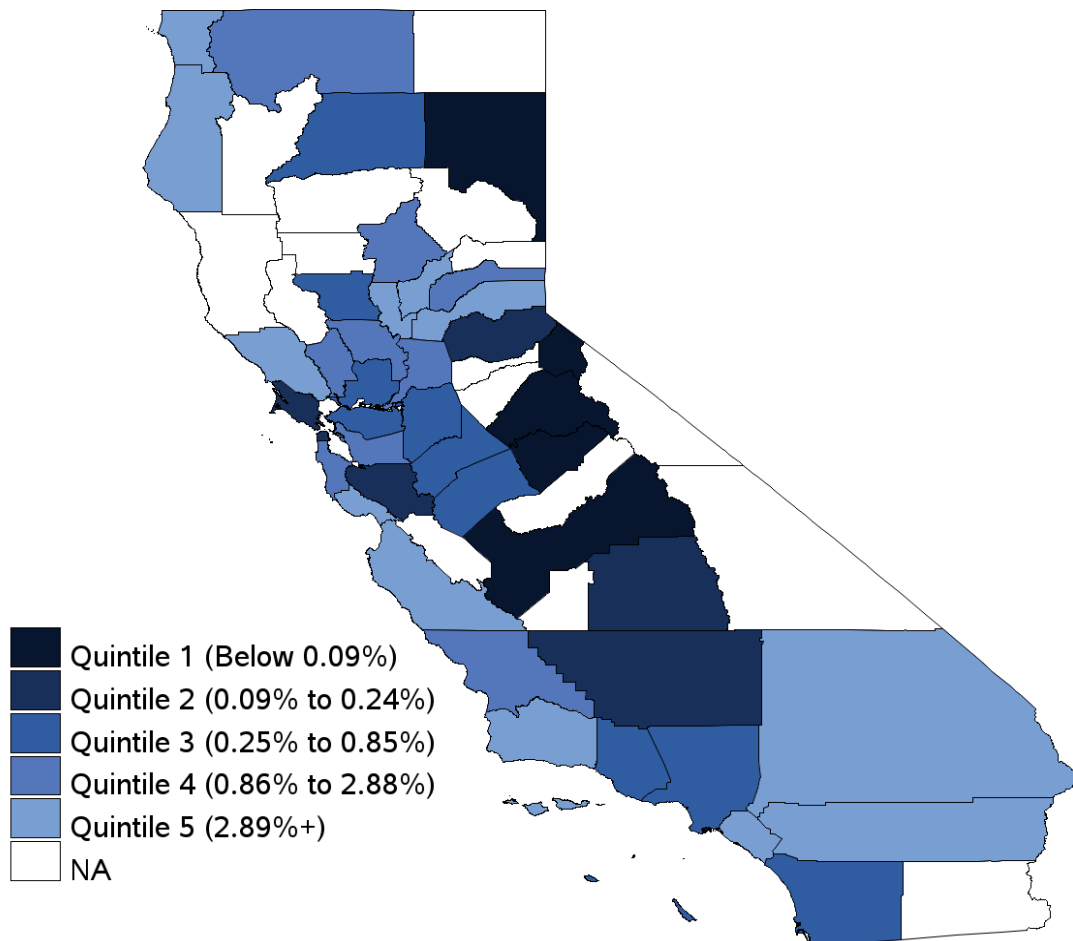 Quintile 1 (Below 0.09%)
Quintile 2 (0.09% to 0.24%)
Quintile 3 (0.25% to 0.85%)
Quintile 4 (0.86% to 2.88%)
Quintile 5 (2.89%+)
NA